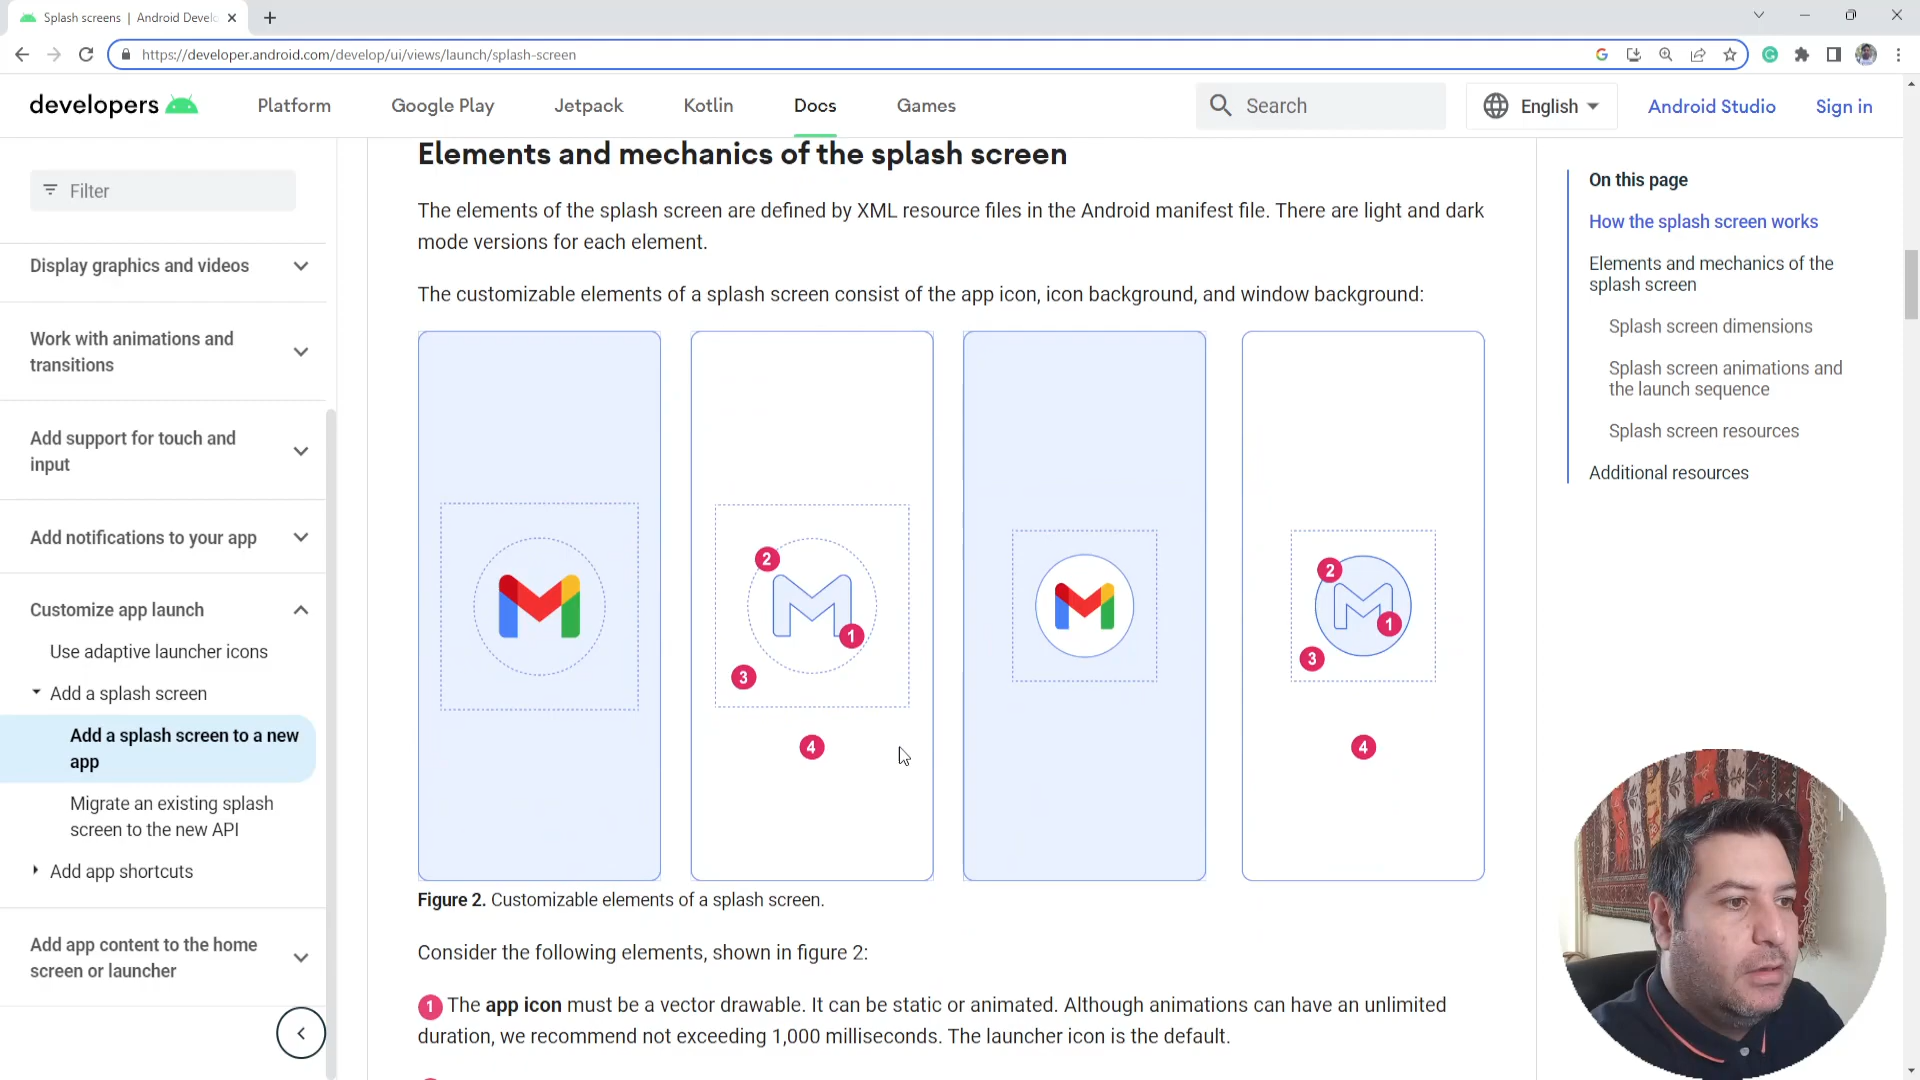 Splash screens | Android Develo
https://developer.android.com/develop/ui/views/launch/splash-screen
developers
Platform
Google Play
Jetpack
Kotlin
Docs
Games
Search
English
Android Studio
Sign in
Filter
Display graphics and videos
Work with animations and
transitions
Add support for touch and
input
Add notifications to your app
Customize app launch
Use adaptive launcher icons
Add a splash screen
Add a splash screen to a new
app
Migrate an existing splash
screen to the new API
Add app shortcuts
Add app content to the home
screen or launcher
Elements and mechanics of the splash screen
The elements of the splash screen are defined by XML resource files in the Android manifest file. There are light and dark
mode versions for each element.
The customizable elements of a splash screen consist of the app icon, icon background, and window background:
2
1
3
4
2
1
3
4
Figure 2. Customizable elements of a splash screen.
Consider the following elements, shown in figure 2:
1 The app icon must be a vector drawable. It can be static or animated. Although animations can have an unlimited
duration, we recommend not exceeding 1,000 milliseconds. The launcher icon is the default.
On this page
How the splash screen works
Elements and mechanics of the
splash screen
Splash screen dimensions
Splash screen animations and
the launch sequence
Splash screen resources
Additional resources